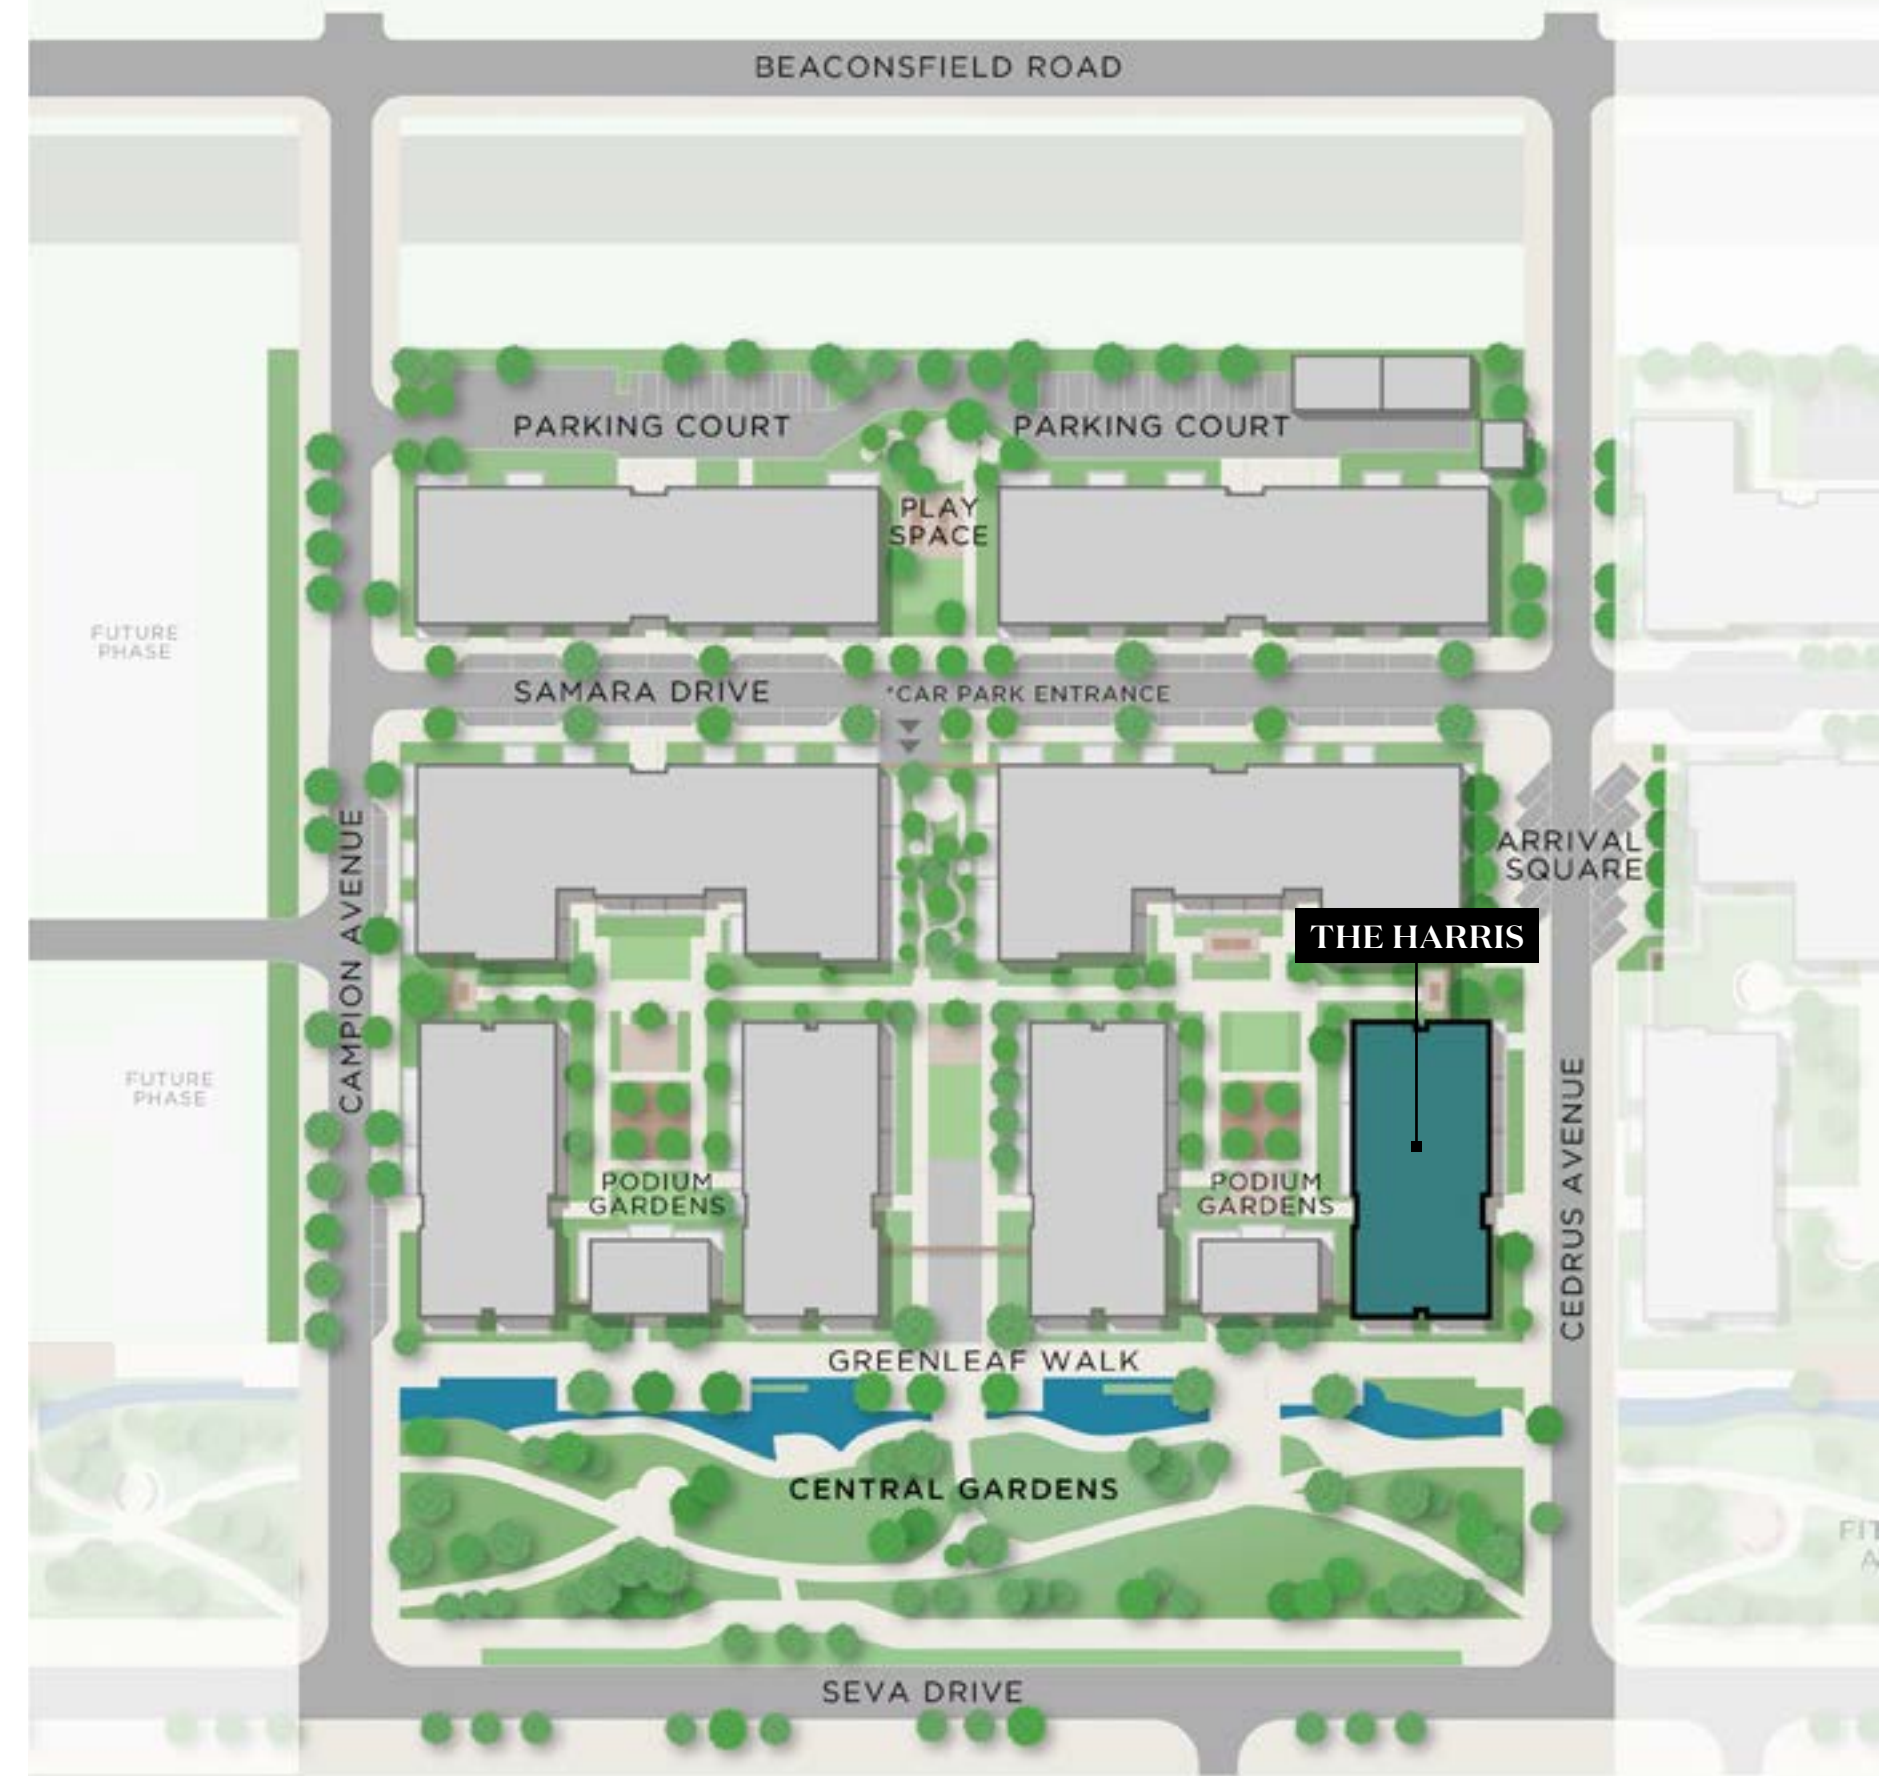 BEACONSFIELD ROAD
PARKING COURT
PARKING COURT
PLAY
SPACE
FUTURE
PHASE
SAMARA DRIVE
*CAR PARK ENTRANCE
CAMPION AVENUE
ARRIVAL
SQUARE
THE HARRIS
FUTURE
PHASE
CEDRUS AVENUE
PODIUM
GARDENS
PODIUM
GARDENS
GREENLEAF WALK
CENTRAL GARDENS
SEVA DRIVE